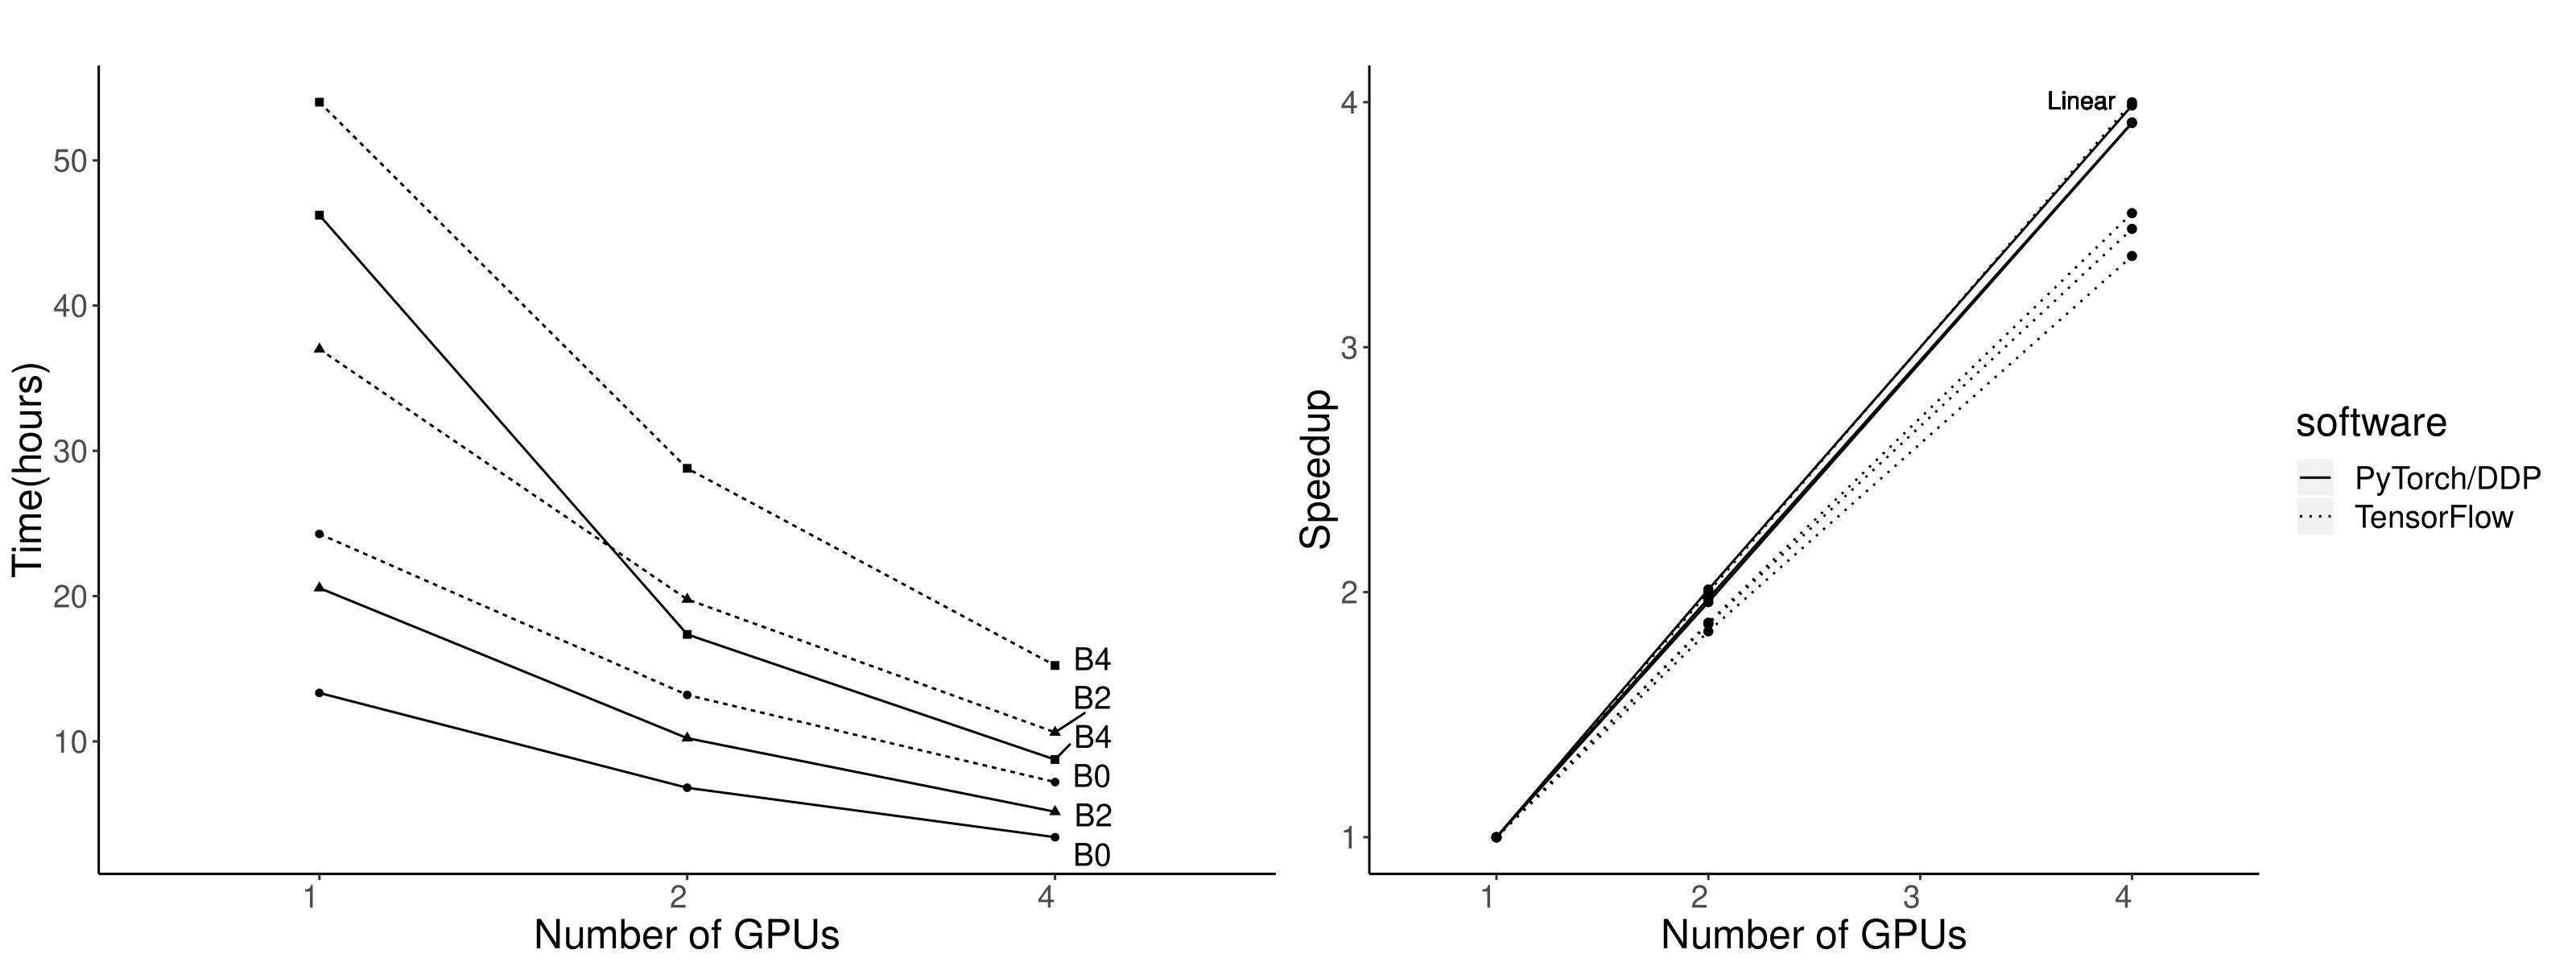 50
40
30
20
10
Time(hours)
B4
B2
B4
B0
B2
B0
1 2 4
Number of GPUs
4
3
2
1
Speedup
Linear
1 2 3 4
Number of GPUs
software
PyTorch/DDP
TensorFlow